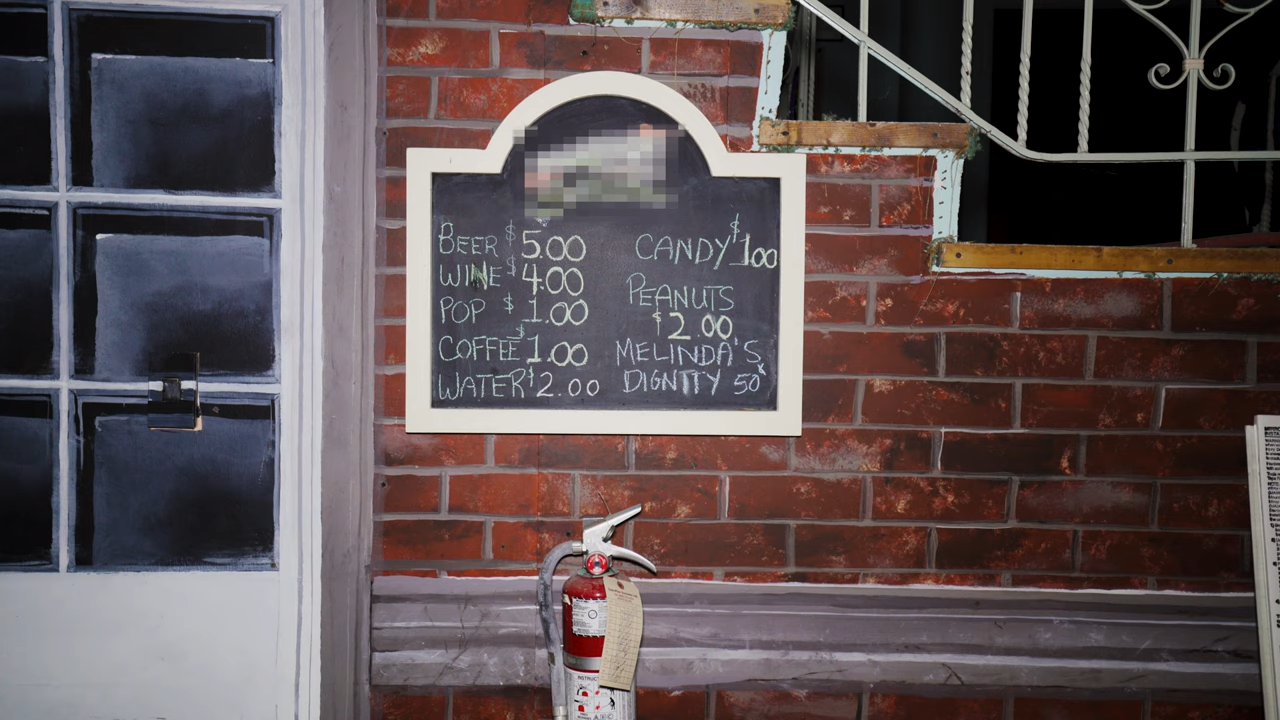 BEER $5.00
WINE $4.00
POP $1.00
COFFEE $1.00
WATER $2.00
CANDY $1.00
PEANUTS
$2.00
MELINDA'S
DIGNITY 50¢
INSTRUCT